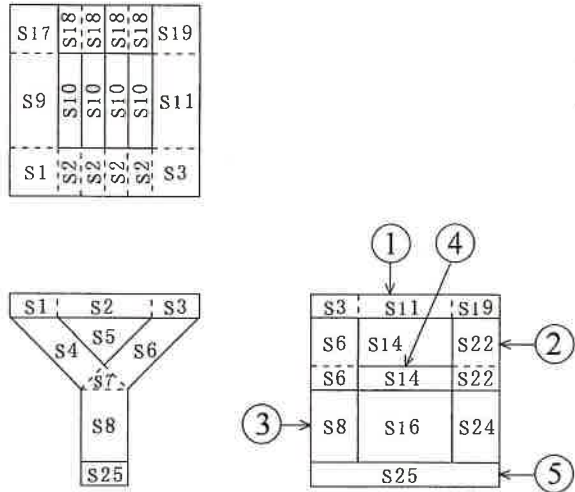 S17 S18 S18 S18 S18 S19
S9 S10 S10 S10 S10 S11
S1 S2 S2 S2 S2 S3
1 4
S1 S2 S3
S4 S5 S6
S7
S8
S25
S3 S11 S19
S6 S14 S22 2
S6 S14 S22
3 S8 S16 S24
S25 5